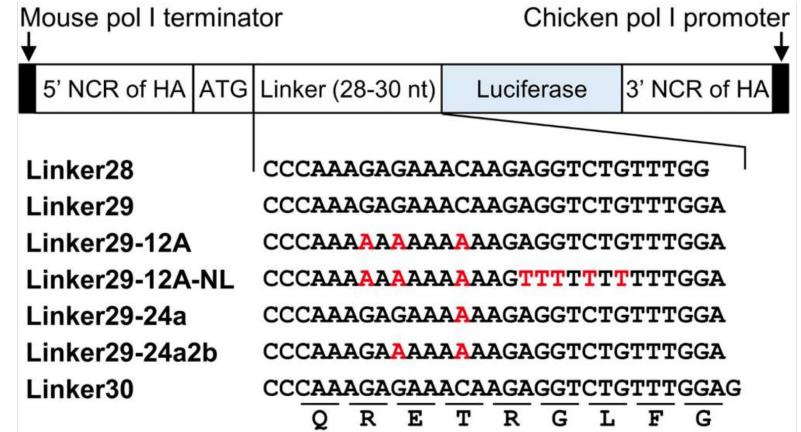 Mouse pol I terminator Chicken pol I promoter
5’ NCR of HA ATG Linker (28-30 nt) Luciferase 3’ NCR of HA
Linker28 CCCAAAGAGAAACAAGAGGTCTGTTTGG
Linker29 CCCAAAGAGAAACAAGAGGTCTGTTTGGA
Linker29-12A CCCAAAAAAAAAAAAGAGGTCTGTTTGGA
Linker29-12A-NL CCCAAAAAAAAAAAAGTTTTTTTTTTGGA
Linker29-24a CCCAAAGAGAAAAAAGAGGTCTGTTTGGA
Linker29-24a2b CCCAAAGAAAAAAAAGAGGTCTGTTTGGA
Linker30 CCCAAAGAGAAACAAGAGGTCTGTTTGGAG
Q R E T R G L F G